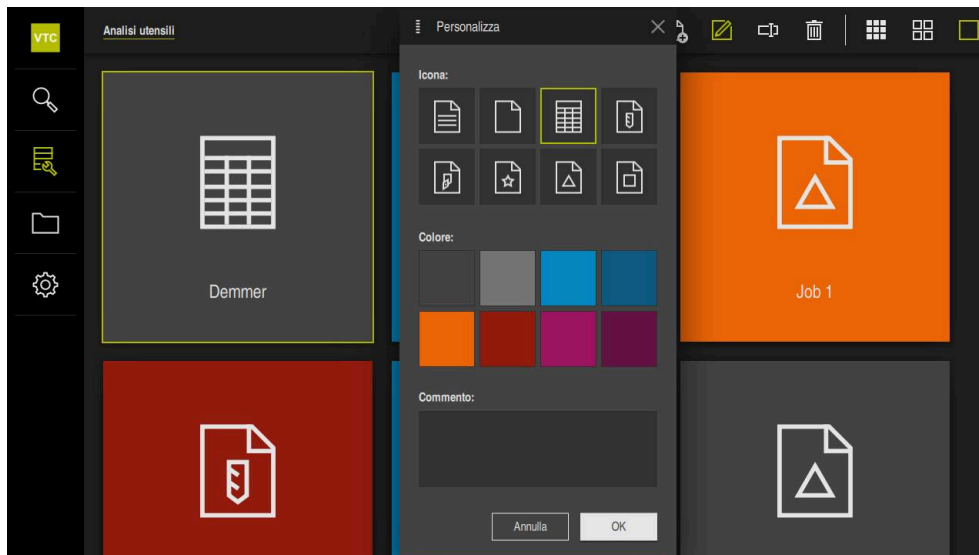 VTC
Analisi utensili
Personalizza
Icona:
Demmer
Job 1
Colore:
Commento:
Annulla
OK